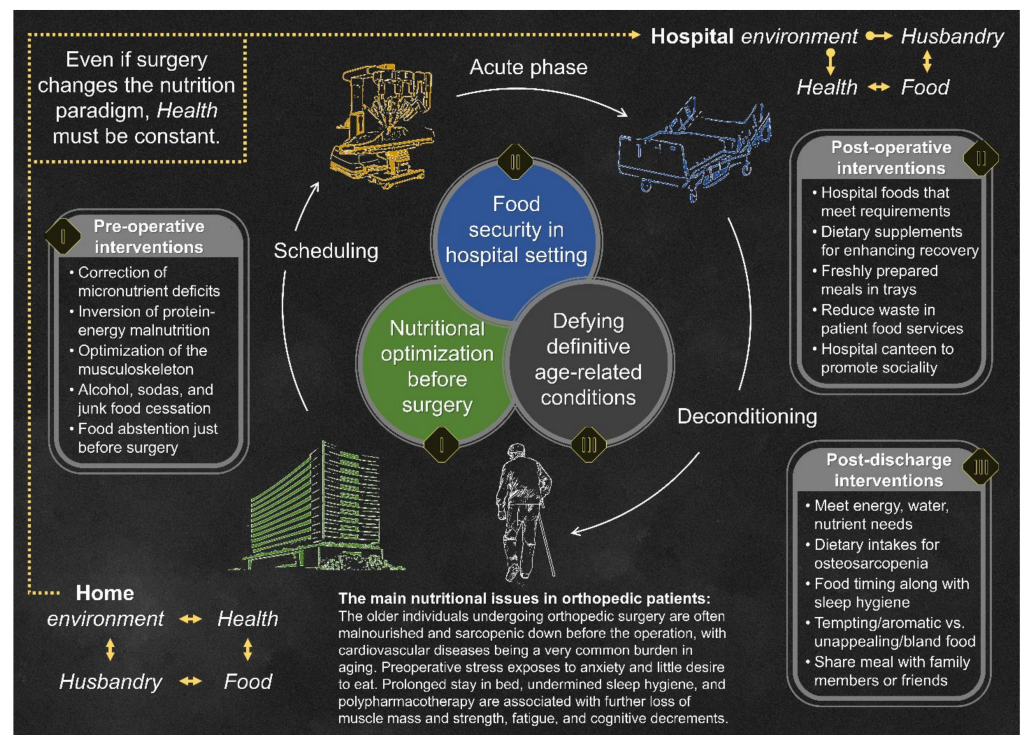 Even if surgery
changes the nutrition
paradigm, Health
must be constant.
Hospital environment Husbandry
Health Food
Acute phase
Scheduling
Deconditioning
II
Food
security in
hospital setting
Nutritional
optimization
before
surgery
I
Defying
definitive
age-related
conditions
III
I
Pre-operative
interventions
• Correction of
micronutrient deficits
• Inversion of protein-
energy malnutrition
• Optimization of the
musculoskeleton
• Alcohol, sodas, and
junk food cessation
• Food abstention just
before surgery
II
Post-operative
interventions
• Hospital foods that
meet requirements
• Dietary supplements
for enhancing recovery
• Freshly prepared
meals in trays
• Reduce waste in
patient food services
• Hospital canteen to
promote sociality
III
Post-discharge
interventions
• Meet energy, water,
nutrient needs
• Dietary intakes for
osteosarcopenia
• Food timing along with
sleep hygiene
• Tempting/aromatic vs.
unappealing/bland food
• Share meal with family
members or friends
Home
environment Health
Husbandry Food
The main nutritional issues in orthopedic patients:
The older individuals undergoing orthopedic surgery are often
malnourished and sarcopenic down before the operation, with
cardiovascular diseases being a very common burden in
aging. Preoperative stress exposes to anxiety and little desire
to eat. Prolonged stay in bed, undermined sleep hygiene, and
polypharmacotherapy are associated with further loss of
muscle mass and strength, fatigue, and cognitive decrements.